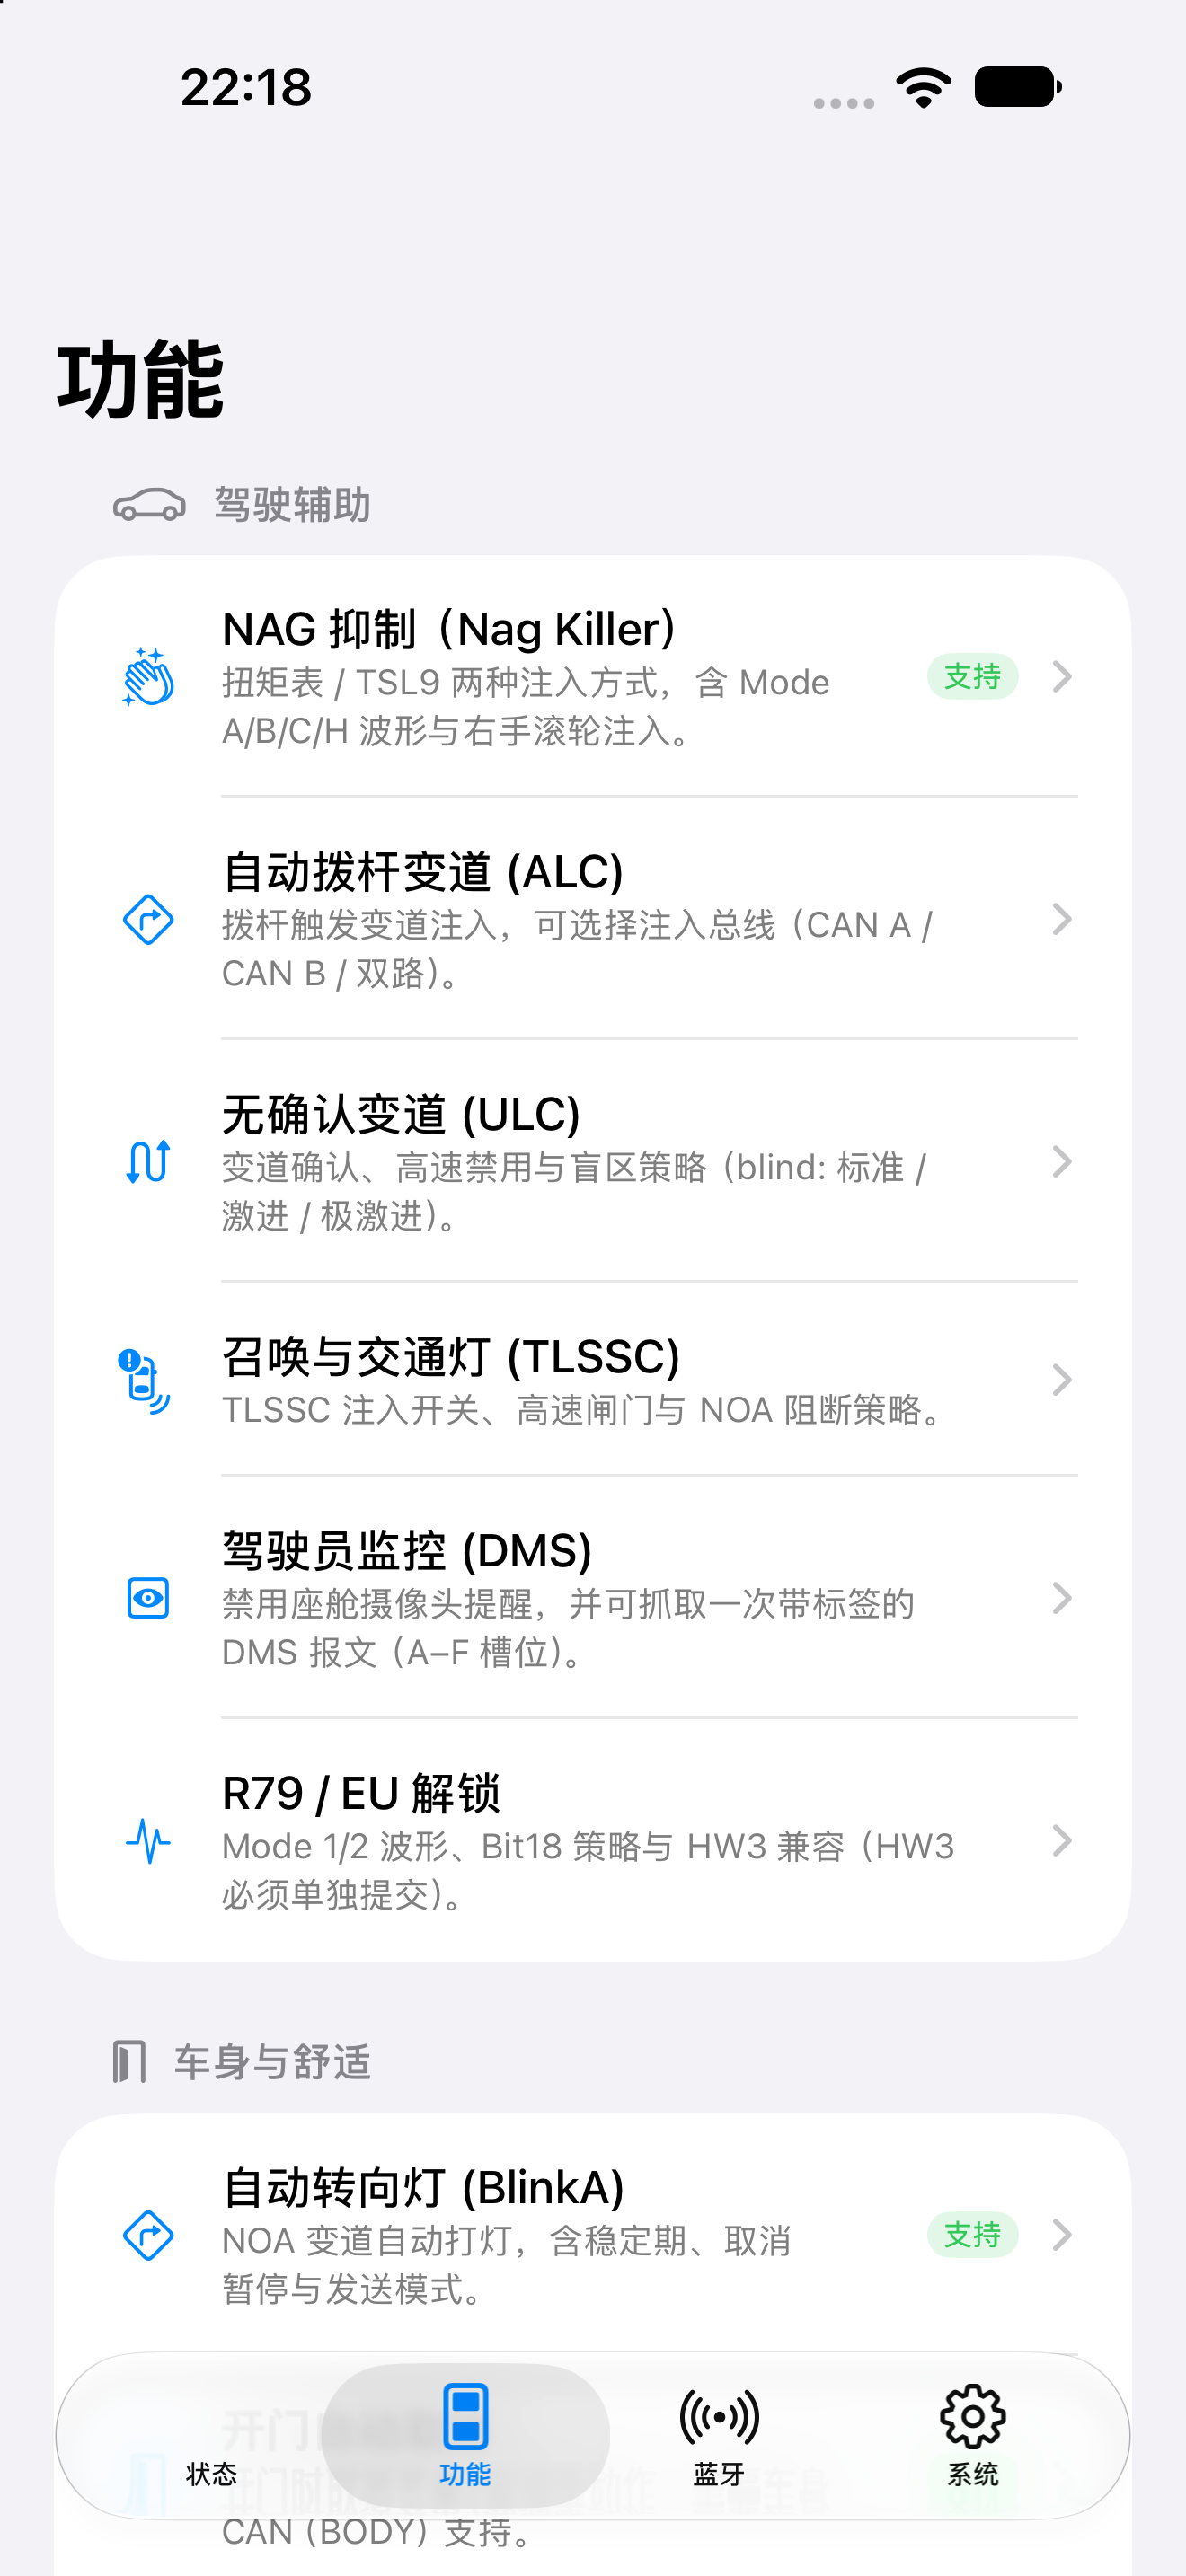 22:18
功能
驾驶辅助
NAG 抑制（Nag Killer）
扭矩表 / TSL9 两种注入方式，含 Mode
A/B/C/H 波形与右手滚轮注入。
支持
自动拨杆变道 (ALC)
拨杆触发变道注入，可选择注入总线（CAN A /
CAN B / 双路）。
无确认变道 (ULC)
变道确认、高速禁用与盲区策略（blind: 标准 /
激进 / 极激进）。
召唤与交通灯 (TLSSC)
TLSSC 注入开关、高速闸门与 NOA 阻断策略。
驾驶员监控 (DMS)
禁用座舱摄像头提醒，并可抓取一次带标签的
DMS 报文（A–F 槽位）。
R79 / EU 解锁
Mode 1/2 波形、Bit18 策略与 HW3 兼容（HW3
必须单独提交）。
车身与舒适
自动转向灯 (BlinkA)
NOA 变道自动打灯，含稳定期、取消
暂停与发送模式。
支持
开门
状态
功能
蓝牙
系统
CAN（BODY）支持。